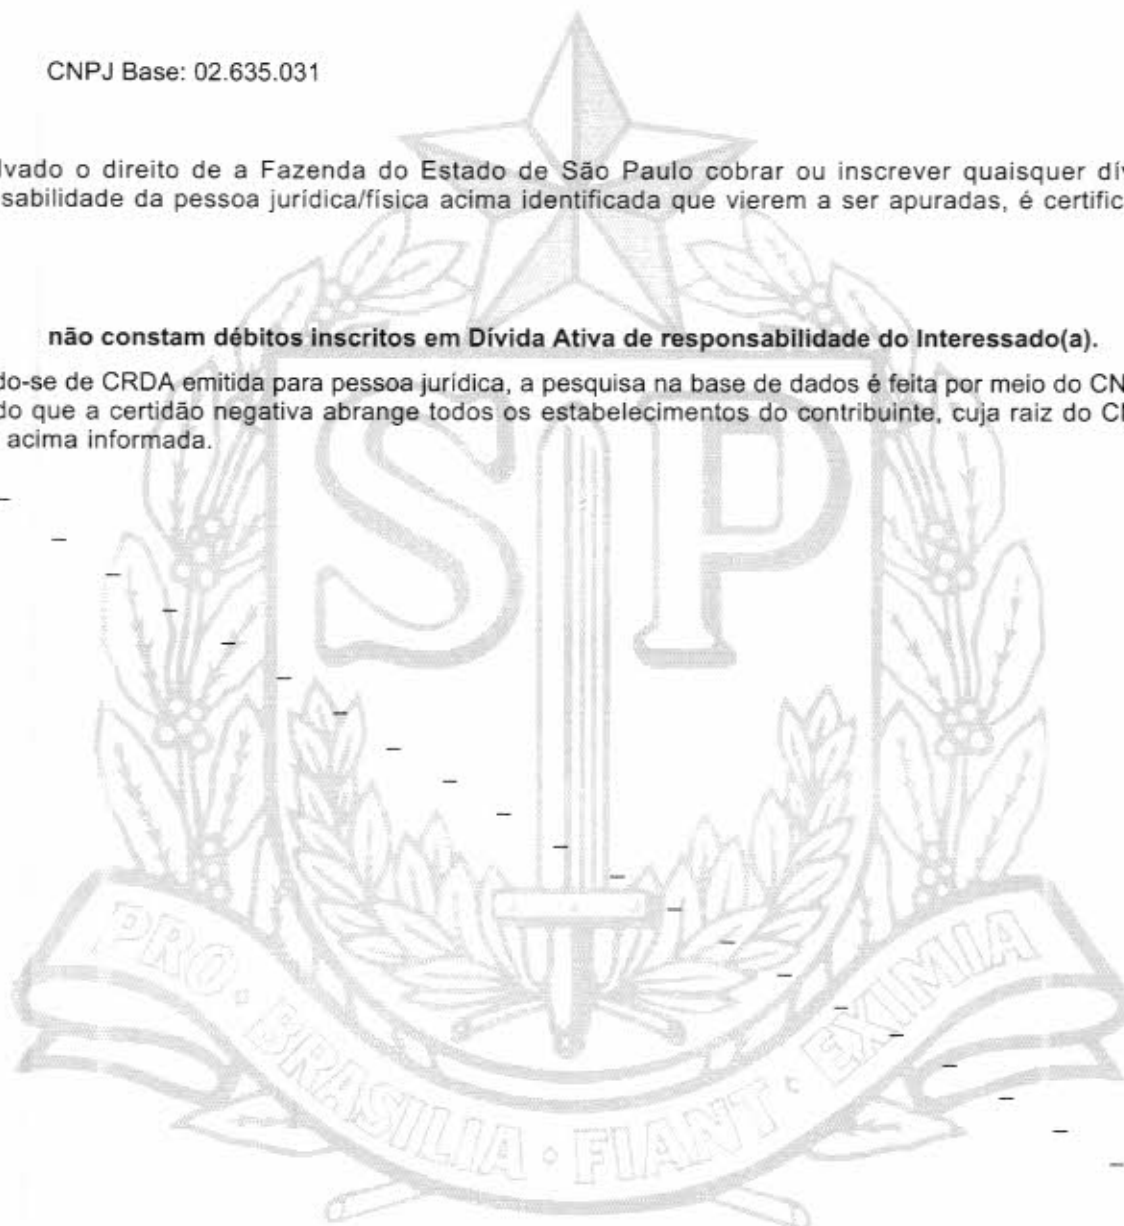 CNPJ Base: 02.635.031
lvado o direito de a Fazenda do Estado de São Paulo cobrar ou inscrever quaisquer dív
sabilidade da pessoa jurídica/física acima identificada que vierem a ser apuradas, é certific
não constam débitos inscritos em Dívida Ativa de responsabilidade do Interessado(a).
do-se de CRDA emitida para pessoa jurídica, a pesquisa na base de dados é feita por meio do CN
do que a certidão negativa abrange todos os estabelecimentos do contribuinte, cuja raiz do CN
acima informada.
SP
PRO · BRASILIA · FIANT · EXIMIA